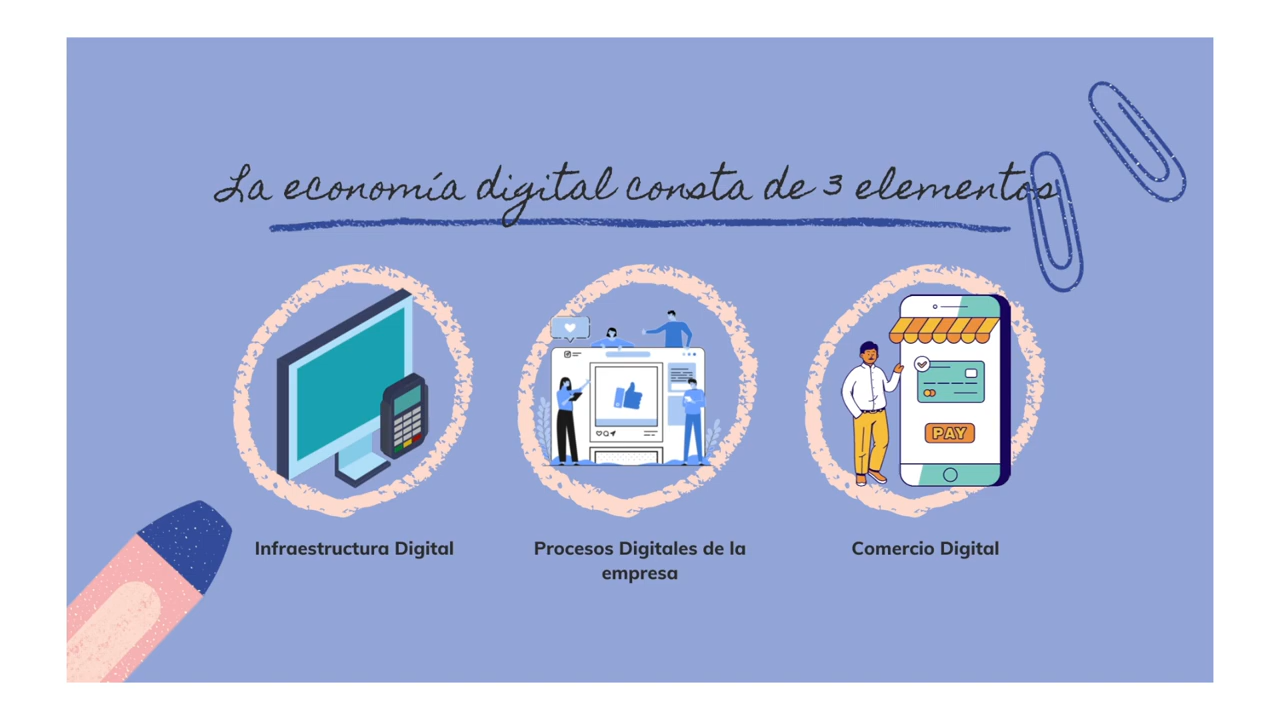 La economía digital consta de 3 elementos
PAY
Infraestructura Digital
Procesos Digitales de la
empresa
Comercio Digital